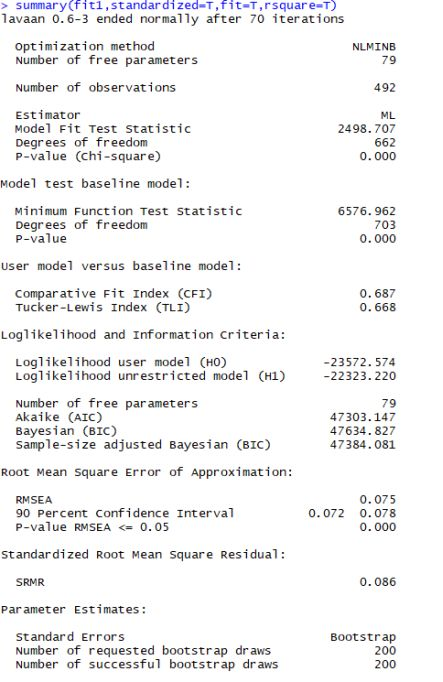 > summary(fit1,standardized=T,fit=T,rsquare=T)
lavaan 0.6-3 ended normally after 70 iterations
Optimization method NLMINB
Number of free parameters 79
Number of observations 492
Estimator ML
Model Fit Test Statistic 2498.707
Degrees of freedom 662
P-value (Chi-square) 0.000
Model test baseline model:
Minimum Function Test Statistic 6576.962
Degrees of freedom 703
P-value 0.000
User model versus baseline model:
Comparative Fit Index (CFI) 0.687
Tucker-Lewis Index (TLI) 0.668
Loglikelihood and Information Criteria:
Loglikelihood user model (H0) -23572.574
Loglikelihood unrestricted model (H1) -22323.220
Number of free parameters 79
Akaike (AIC) 47303.147
Bayesian (BIC) 47634.827
Sample-size adjusted Bayesian (BIC) 47384.081
Root Mean Square Error of Approximation:
RMSEA 0.075
90 Percent Confidence Interval 0.072 0.078
P-value RMSEA <= 0.05 0.000
Standardized Root Mean Square Residual:
SRMR 0.086
Parameter Estimates:
Standard Errors Bootstrap
Number of requested bootstrap draws 200
Number of successful bootstrap draws 200